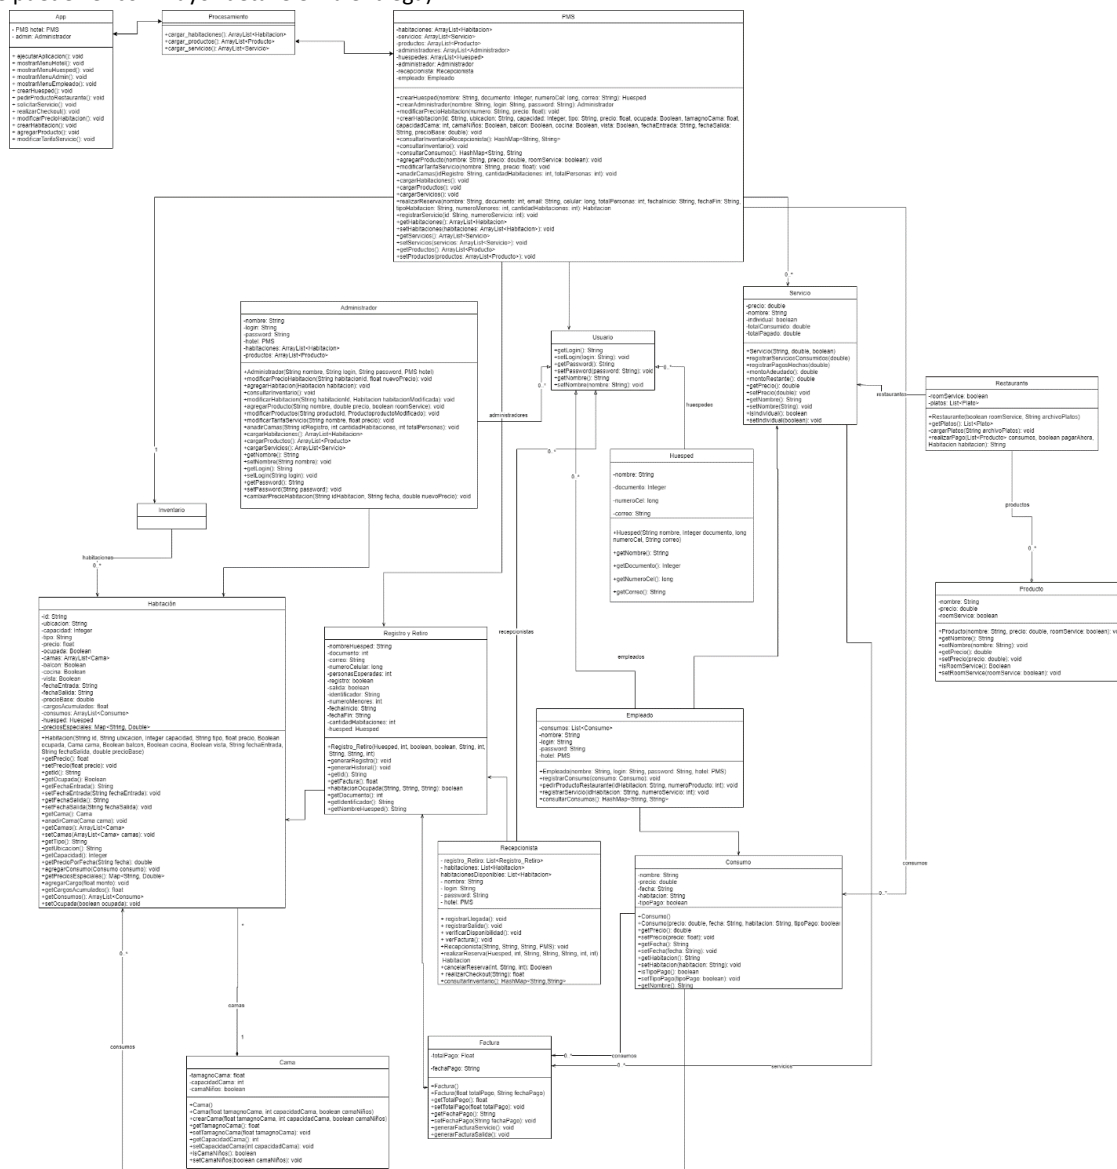 App
- PMS hotel: PMS
- admin: Administrador
+ ejecutarAplicacion(): void
+ mostrarMenuHotel(): void
+ mostrarMenuHuesped(): void
+ mostrarMenuAdmin(): void
+ mostrarMenuEmpleado(): void
+ crearHuesped(): void
+ pedirProductoRestaurante(): void
+ solicitarServicio(): void
+ realizarCheckout(): void
+ modificarPrecioHabitacion(): void
+ crearHabitacion(): void
+ agregarProducto(): void
+ modificarTarifaServicio(): void
Procesamiento
+cargar_habitaciones(): ArrayList<Habitacion>
+cargar_productos(): ArrayList<Producto>
+cargar_servicios(): ArrayList<Servicio>
PMS
-habitaciones: ArrayList<Habitacion>
-servicios: ArrayList<Servicio>
-productos: ArrayList<Producto>
-administradores: ArrayList<Administrador>
-huespedes: ArrayList<Huesped>
-administrador: Administrador
-recepcionista: Recepcionista
-empleado: Empleado
+crearHuesped(nombre: String, documento: Integer, numeroCel: long, correo: String): Huesped
+crearAdministrador(nombre: String, login: String, password: String): Administrador
+modificarPrecioHabitacion(numero: String, precio: float): void
+crearHabitacion(id: String, ubicacion: String, capacidad: Integer, tipo: String, precio: float, ocupada: Boolean, tamagnoCama: float,
capacidadCama: int, camaNiños: Boolean, balcon: Boolean, cocina: Boolean, vista: Boolean, fechaEntrada: String, fechaSalida:
String, precioBase: double): void
+consultarInventarioRecepcionista(): HashMap<String, String>
+consultarInventario(): void
+consultarConsumos(): HashMap<String, String>
+agregarProducto(nombre: String, precio: double, roomService: boolean): void
+modificarTarifaServicio(nombre: String, precio: float): void
+anadirCamas(idRegistro: String, cantidadHabitaciones: int, totalPersonas: int): void
+cargarHabitaciones(): void
+cargarProductos(): void
+cargarServicios(): void
+realizarReserva(nombre: String, documento: int, email: String, celular: long, totalPersonas: int, fechaInicio: String, fechaFin: String,
tipoHabitacion: String, numeroMenores: int, cantidadHabitaciones: int): Habitacion
+registrarServicio(id: String, numeroServicio: int): void
+getHabitaciones(): ArrayList<Habitacion>
+setHabitaciones(habitaciones: ArrayList<Habitacion>): void
+getServicios(): ArrayList<Servicio>
+setServicios(servicios: ArrayList<Servicio>): void
+getProductos(): ArrayList<Producto>
+setProductos(productos: ArrayList<Producto>): void
0..*
Servicio
-precio: double
-nombre: String
-individual: boolean
-totalConsumido: double
-totalPagado: double
+Servicio(String, double, boolean)
+registrarServicioConsumidos(double)
+registrarPagosHechos(double)
+montoAdeudado(): double
+montoRestante(): double
+getPrecio(): double
+setPrecio(double): void
+getNombre(): String
+setNombre(String): void
+isIndividual(): boolean
+setIndividual(boolean): void
Administrador
-nombre: String
-login: String
-password: String
-hotel: PMS
-habitaciones: ArrayList<Habitacion>
-productos: ArrayList<Producto>
+Administrador(String nombre, String login, String password, PMS hotel)
+modificarPrecioHabitacion(String habitacionId, float nuevoPrecio): void
+agregarHabitacion(Habitacion habitacion): void
+consultarInventario(): void
+modificarHabitacion(String habitacionId, Habitacion habitacionModificada): void
+agregarProducto(String nombre, double precio, boolean roomService): void
+modificarProductos(String productoId, ProductoproductoModificado): void
+modificarTarifaServicio(String nombre, float precio): void
+anadirCamas(String idRegistro, int cantidadHabitaciones, int totalPersonas): void
+cargarHabitaciones(): ArrayList<Habitacion>
+cargarProductos(): ArrayList<Producto>
+cargarServicios(): ArrayList<Servicio>
+getNombre(): String
+setNombre(String nombre): void
+getLogin(): String
+setLogin(String login): void
+getPassword(): String
+setPassword(String password): void
+cambiarPrecioHabitacion(String idHabitacion, String fecha, double nuevoPrecio): void
Usuario
+getLogin(): String
+setLogin(login: String): void
+getPassword(): String
+setPassword(password: String): void
+getNombre(): String
+setNombre(nombre: String): void
0..*
administradores
huespedes
restaurante
Restaurante
-roomService: boolean
-platos: List<Plato>
+Restaurante(boolean roomService, String archivoPlatos)
+getPlatos(): List<Plato>
-cargarPlatos(String archivoPlatos): void
+realizarPago(List<Producto> consumos, boolean pagarAhora,
Habitacion habitacion): String
1
0..*
0..*
Huesped
-nombre: String
-documento: Integer
-numeroCel: long
-correo: String
+Huesped(String nombre, Integer documento, long
numeroCel, String correo)
+getNombre(): String
+getDocumento(): Integer
+getNumeroCel(): long
+getCorreo(): String
Inventario
productos
0..*
habitaciones
0..*
Producto
-nombre: String
-precio: double
-roomService: boolean
+Producto(nombre: String, precio: double, roomService: boolean): vo
+getNombre(): String
+setNombre(nombre: String): void
+getPrecio(): double
+setPrecio(precio: double): void
+isRoomService(): Boolean
+setRoomService(roomService: boolean): void
Habitación
-id: String
-ubicacion: String
-capacidad: Integer
-tipo: String
-precio: float
-ocupada: Boolean
-camas: ArrayList<Cama>
-balcon: Boolean
-cocina: Boolean
-vista: Boolean
-fechaEntrada: String
-fechaSalida: String
-precioBase: double
-cargosAcumulados: float
-consumos: ArrayList<Consumo>
-huesped: Huesped
-preciosEspeciales: Map<String, Double>
+Habitacion(String id, String ubicacion, Integer capacidad, String tipo, float precio, Boolean
ocupada, Cama cama, Boolean balcon, Boolean cocina, Boolean vista, String fechaEntrada,
String fechaSalida, double precioBase)
+getPrecio(): float
+setPrecio(float precio): void
+getId(): String
+getOcupada(): Boolean
+getFechaEntrada(): String
+setFechaEntrada(String fechaEntrada): void
+getFechaSalida(): String
+setFechaSalida(String fechaSalida): void
+getCama(): Cama
+anadirCama(Cama cama): void
+getCamas(): ArrayList<Cama>
+setCamas(ArrayList<Cama> camas): void
+getTipo(): String
+getUbicacion(): String
+getCapacidad(): Integer
+getPrecioPorFecha(String fecha): double
+agregarConsumo(Consumo consumo): void
+getPreciosEspeciales(): Map<String, Double>
+agregarCargo(float monto): void
+getCargosAcumulados(): float
+getConsumos(): ArrayList<Consumo>
+setOcupada(boolean ocupada): void
Registro y Retiro
-nombreHuesped: String
-documento: int
-correo: String
-numeroCelular: long
-personasEsperadas: int
-registro: boolean
-salida: boolean
-identificador: String
-numeroMenores: int
-fechaInicio: String
-fechaFin: String
-cantidadHabitaciones: int
-huesped: Huesped
+Registro_Retiro(Huesped, int, boolean, boolean, String, int,
String, String, int)
+generarRegistro(): void
+generarHistorial(): void
+getId(): String
+getFactura(): float
+habitacionOcupada(String, String, String): boolean
+getDocumento(): int
+getIdentificador(): String
+getNombreHuesped(): String
recepcionistas
empleados
Empleado
-consumos: List<Consumo>
-nombre: String
-login: String
-password: String
-hotel: PMS
+Empleado(nombre: String, login: String, password: String, hotel: PMS)
+registrarConsumo(consumo: Consumo): void
+pedirProductoRestaurante(idHabitacion: String, numeroProducto: int): void
+registrarServicio(idHabitacion: String, numeroServicio: int): void
+consultarConsumos(): HashMap<String, String>
Recepcionista
- registro_Retiro: List<Registro_Retiro>
- habitaciones: List<Habitacion>
habitacionesDisponibles: List<Habitacion>
- nombre: String
- login: String
- password: String
- hotel: PMS
+ registrarLlegada(): void
+ registrarSalida(): void
+ verificarDisponibilidad(): void
+ verFactura(): void
+Recepcionista(String, String, String, PMS): void
+realizarReserva(Huesped, int, String, String, String, int, int):
Habitacion
+cancelarReserva(int, String, int): Boolean
+ realizarCheckout(String): float
+consultarInventario(): HashMap<String,String>
Consumo
- nombre: String
-precio: double
-fecha: String
-habitacion: String
-tipoPago: boolean
+Consumo()
+Consumo(precio: double, fecha: String, habitacion: String, tipoPago: boolean
+getPrecio(): double
+setPrecio(precio: float): void
+getFecha(): String
+setFecha(fecha: String): void
+getHabitacion(): String
+setHabitacion(habitacion: String): void
+isTipoPago(): boolean
+setTipoPago(tipoPago: boolean): void
+getNombre(): String
consumos
0..*
0..*
*
camas
1
consumos
Cama
-tamagnoCama: float
-capacidadCama: int
-camaNiños: boolean
+Cama()
+Cama(float tamagnoCama, int capacidadCama, boolean camaNiños)
+crearCama(float tamagnoCama, int capacidadCama, boolean camaNiños)
+getTamagnoCama(): float
+setTamagnoCama(float tamagnoCama): void
+getCapacidadCama(): int
+setCapacidadCama(int capacidadCama): void
+isCamaNiños(): boolean
+setCamaNiños(boolean camaNiños): void
Factura
-totalPago: Float
-fechaPago: String
+Factura()
+Factura(float totalPago, String fechaPago)
+getTotalPago(): float
+setTotalPago(float totalPago): void
+getFechaPago(): String
+setFechaPago(String fechaPago): void
+generarFacturaServicio(): void
+generarFacturaSalida(): void
0..*
consumos
0..*
servicios